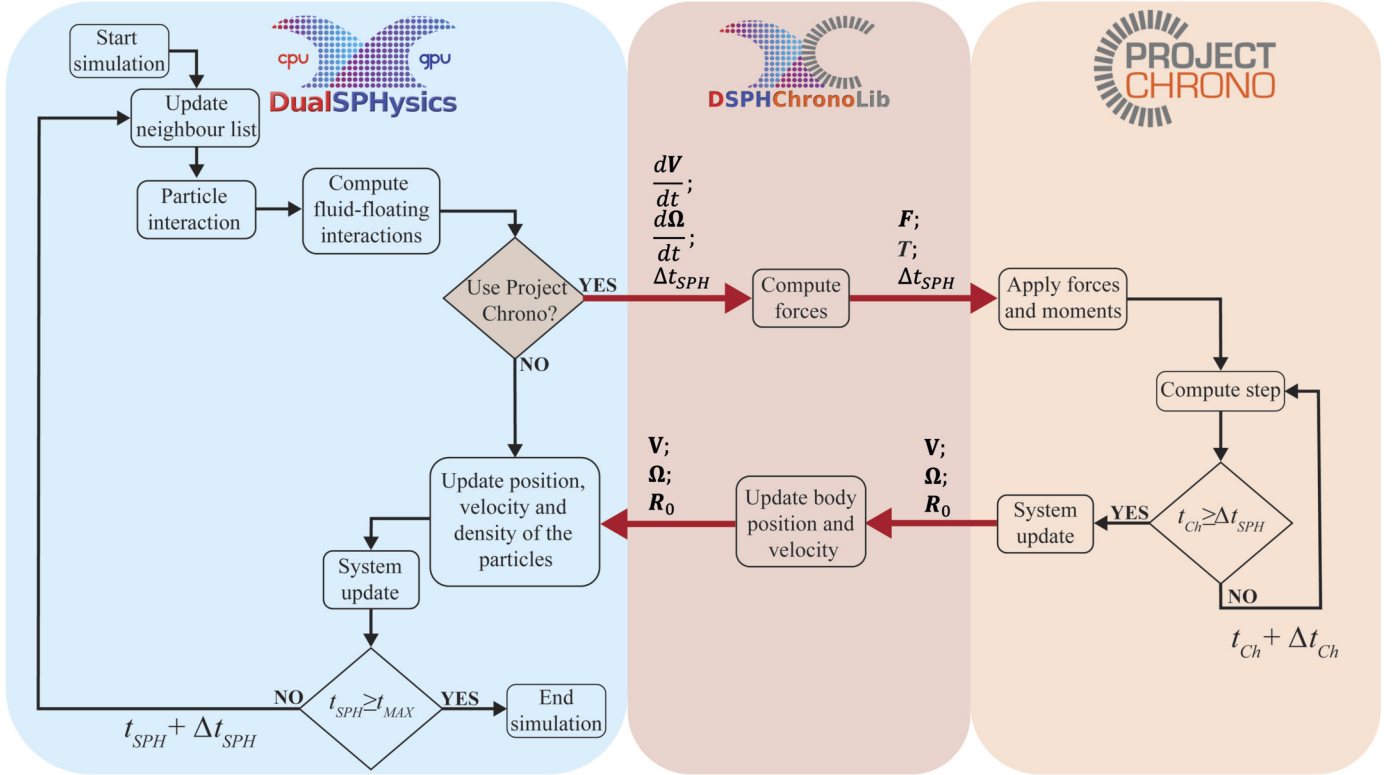 cpu
gpu
DualSPHysics
DSPHChronoLib
PROJECT
CHRONO
Start
simulation
Update
neighbour list
Particle
interaction
Compute
fluid-floating
interactions
Use Project
Chrono?
YES
NO
dV
dt ;
dΩ
dt ;
Δt_SPH
Compute
forces
F;
T;
Δt_SPH
Apply forces
and moments
Compute step
t_Ch≥Δt_SPH
YES
NO
t_Ch + Δt_Ch
System
update
V;
Ω;
R₀
Update body
position and
velocity
V;
Ω;
R₀
Update position,
velocity and
density of the
particles
System
update
t_SPH≥t_MAX
NO
YES
t_SPH + Δt_SPH
End
simulation